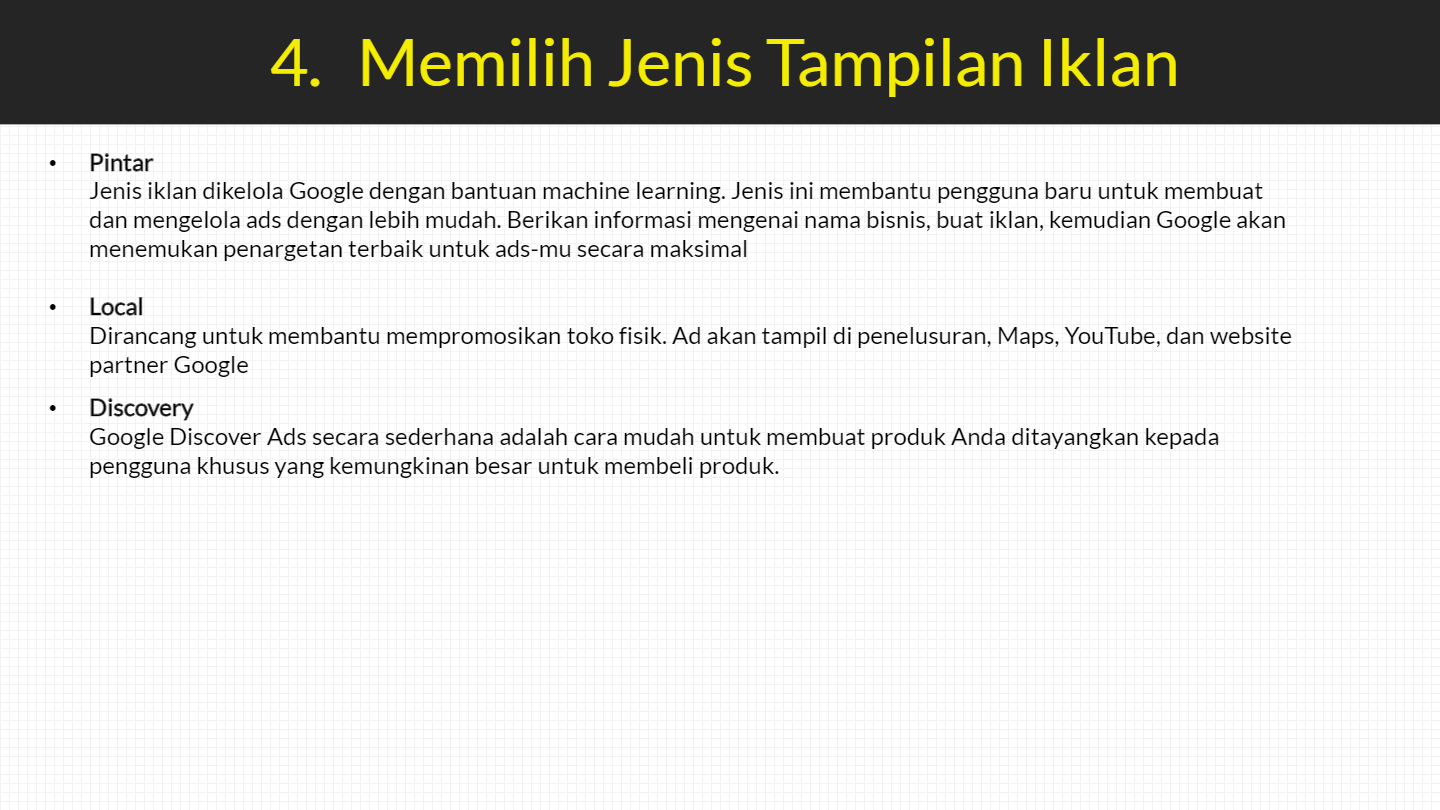 4. Memilih Jenis Tampilan Iklan
• Pintar
Jenis iklan dikelola Google dengan bantuan machine learning. Jenis ini membantu pengguna baru untuk membuat
dan mengelola ads dengan lebih mudah. Berikan informasi mengenai nama bisnis, buat iklan, kemudian Google akan
menemukan penargetan terbaik untuk ads-mu secara maksimal
• Local
Dirancang untuk membantu mempromosikan toko fisik. Ad akan tampil di penelusuran, Maps, YouTube, dan website
partner Google
• Discovery
Google Discover Ads secara sederhana adalah cara mudah untuk membuat produk Anda ditayangkan kepada
pengguna khusus yang kemungkinan besar untuk membeli produk.